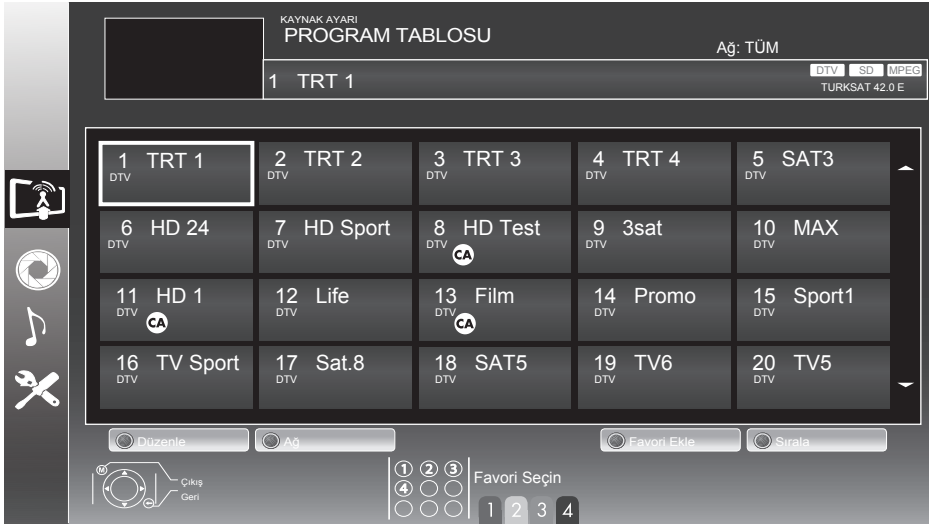 KAYNAK AYARI
PROGRAM TABLOSU
Ağ: TÜM
1 TRT 1
DTV SD MPEG
TURKSAT 42.0 E
1 TRT 1 2 TRT 2 3 TRT 3 4 TRT 4 5 SAT3
DTV DTV DTV DTV DTV
6 HD 24 7 HD Sport 8 HD Test 9 3sat 10 MAX
DTV DTV DTV DTV DTV
CA
11 HD 1 12 Life 13 Film 14 Promo 15 Sport1
DTV DTV DTV DTV DTV
CA CA
16 TV Sport 17 Sat.8 18 SAT5 19 TV6 20 TV5
DTV DTV DTV DTV DTV
Düzenle Ağ Favori Ekle Sırala
M Çıkış
Geri
1 2 3
4
Favori Seçin
1 2 3 4